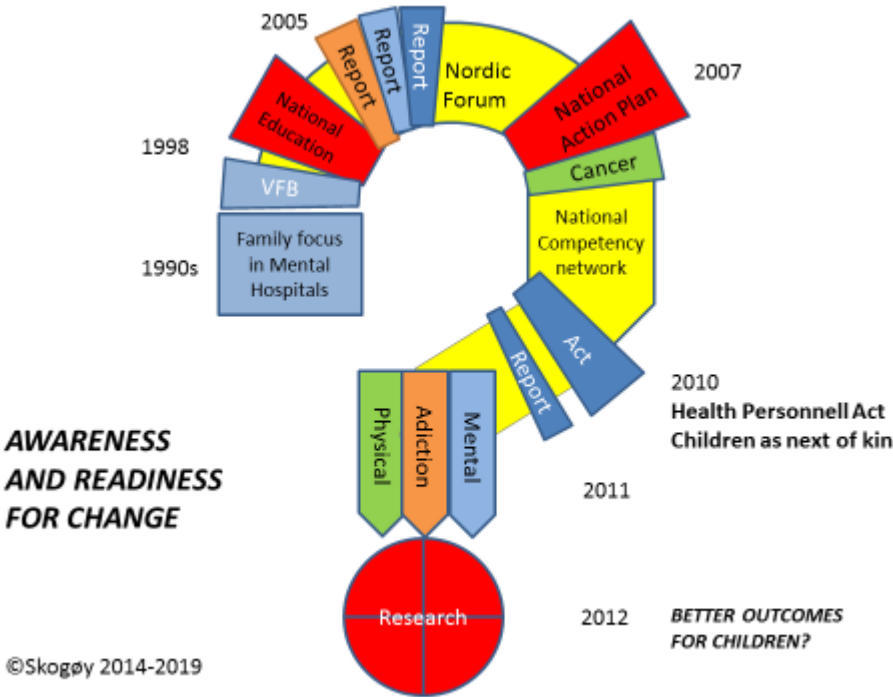 2005
Report
Report
Report
Nordic
Forum
National
Action Plan
2007
National
Education
1998
VFB
Cancer
Family focus
in Mental
Hospitals
1990s
National
Competency
network
Act
Report
2010
Health Personnell Act
Children as next of kin
Physical
Adiction
Mental
AWARENESS
AND READINESS
FOR CHANGE
2011
Research
2012
BETTER OUTCOMES
FOR CHILDREN?
©Skogøy 2014-2019